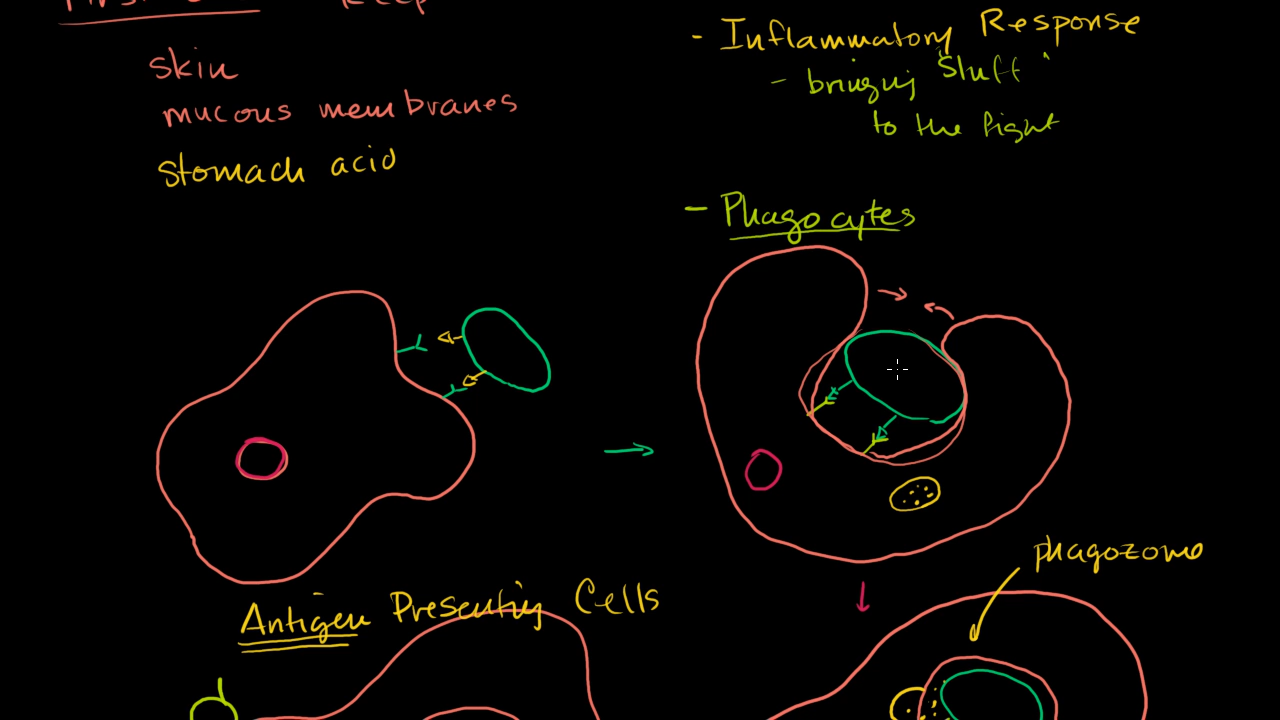 skin
mucous membranes
stomach acid
- Inflammatory Response
- bringing "stuff"
to the fight
- Phagocytes
phagozome
Antigen Presenting Cells